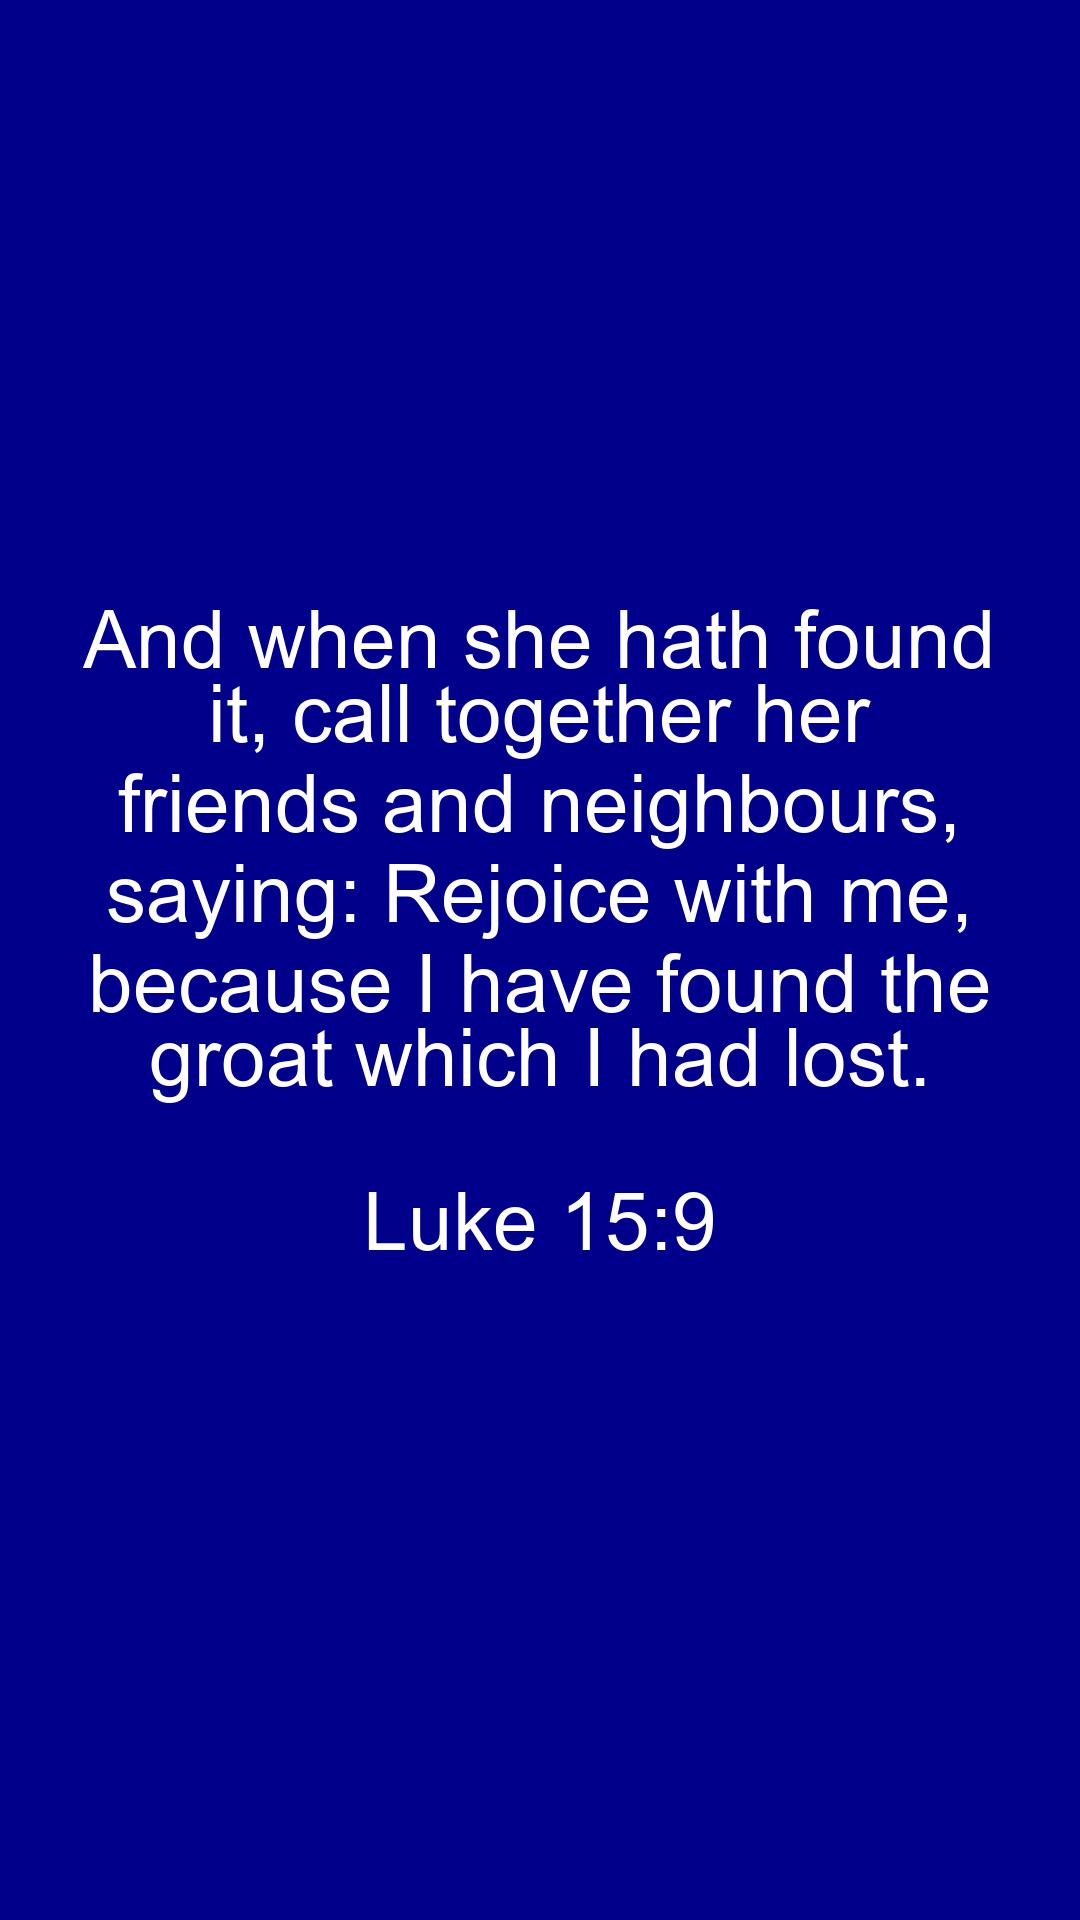 And when she hath found
it, call together her
friends and neighbours,
saying: Rejoice with me,
because I have found the
groat which I had lost.
Luke 15:9